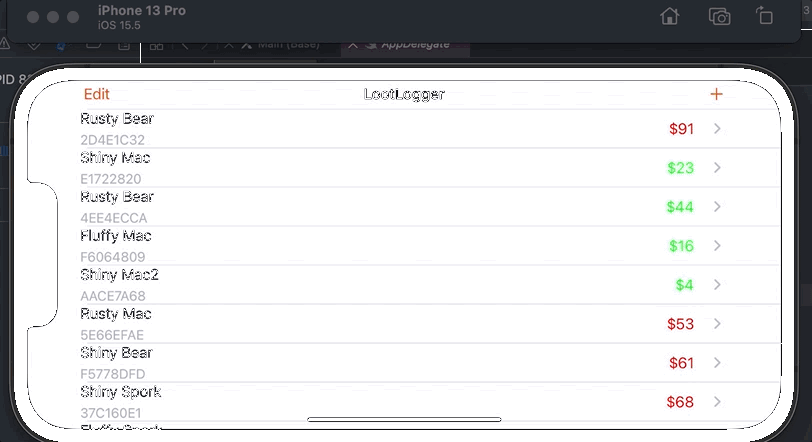 iPhone 13 Pro
iOS 15.5
3
Main (Base)
AppDelegate
PID 8
Edit
LootLogger
+
Rusty Bear
2D4E1C32
$91
Shiny Mac
E1722820
$23
Rusty Bear
4EE4ECCA
$44
Fluffy Mac
F6064809
$16
Shiny Mac2
AACE7A68
$4
Rusty Mac
5E66EFAE
$53
Shiny Bear
F5778DFD
$61
Shiny Spork
37C160E1
$68